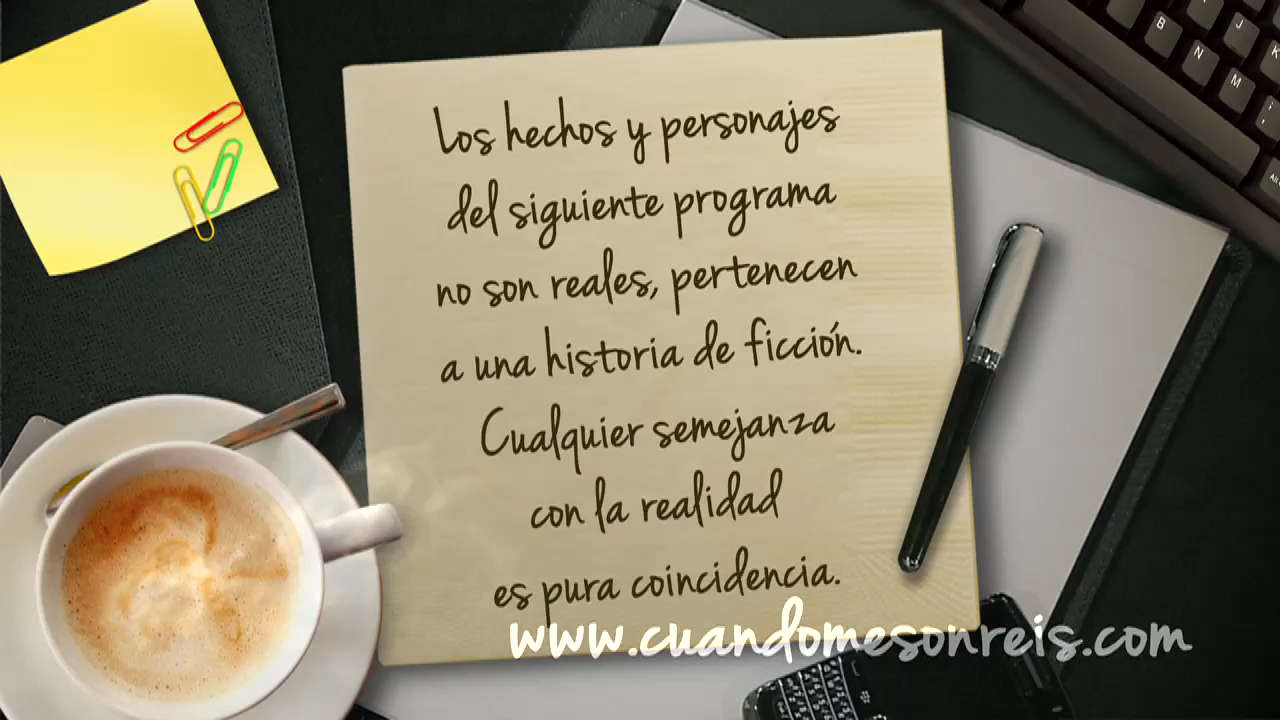 Los hechos y personajes
del siguiente programa
no son reales, pertenecen
a una historia de ficción.
Cualquier semejanza
con la realidad
es pura coincidencia.
www.cuandomesonreis.com
B
N
M
J
K